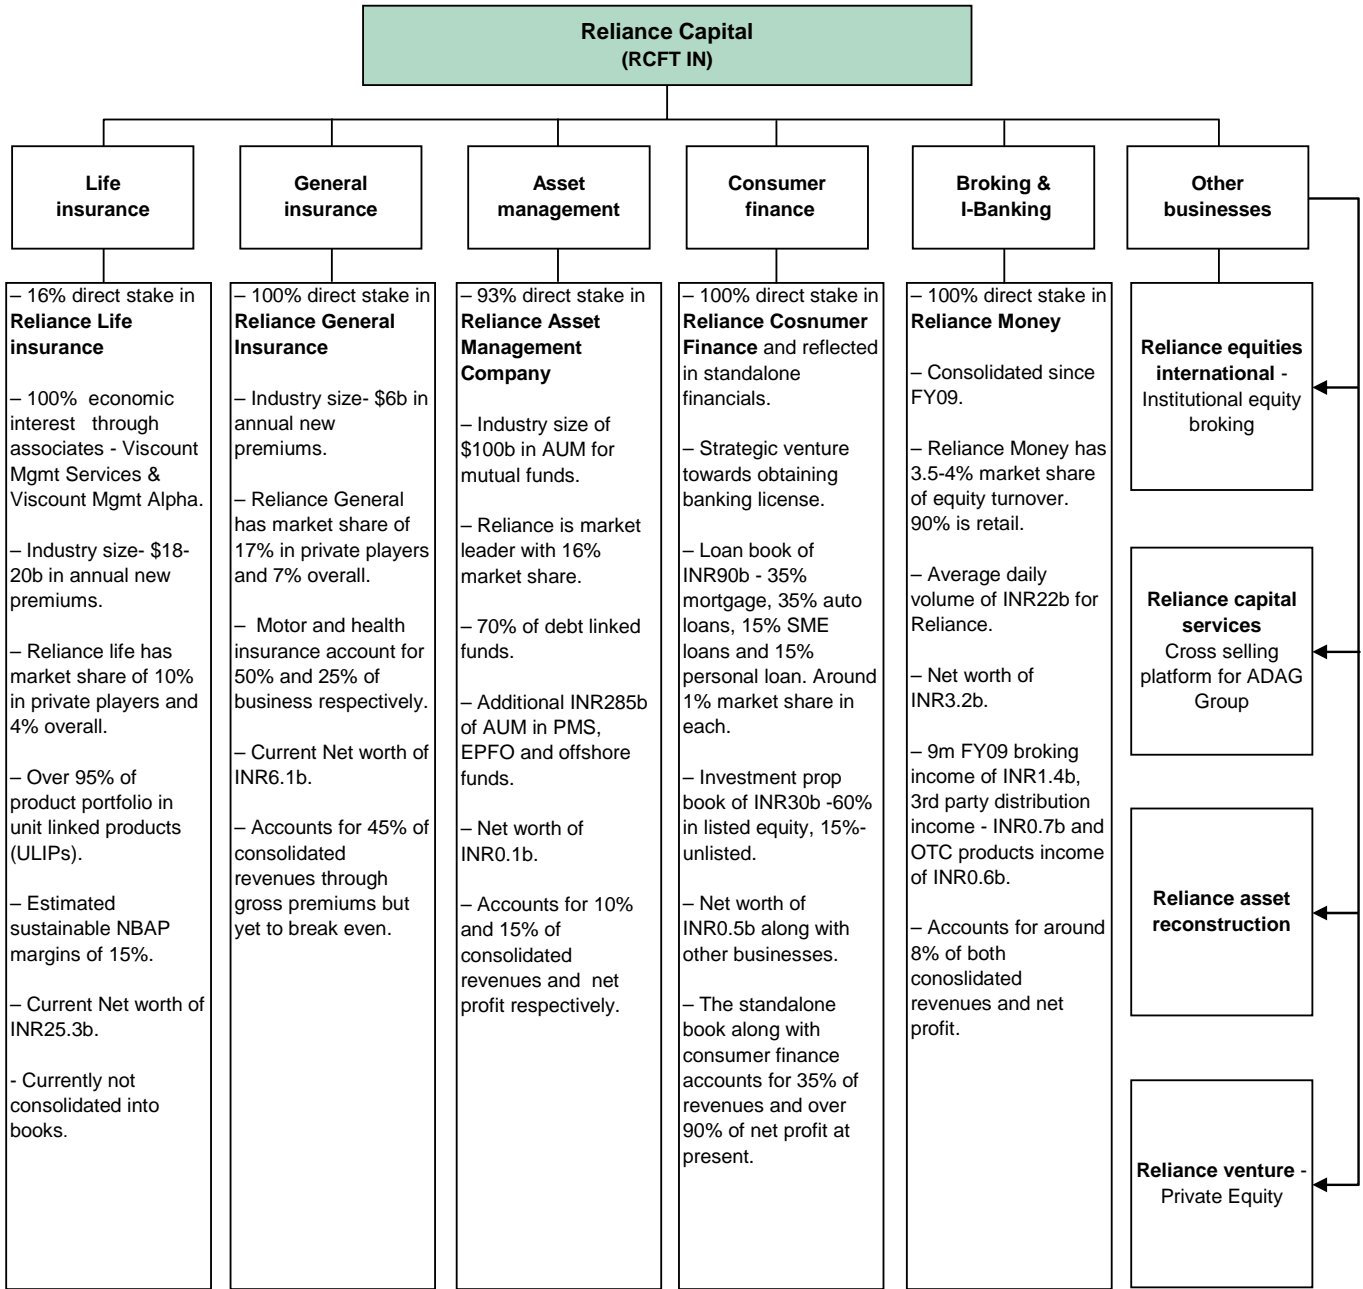 Reliance Capital
(RCFT IN)
Life
insurance
General
insurance
Asset
management
Consumer
finance
Broking &
I-Banking
Other
businesses
– 16% direct stake in
Reliance Life
insurance
– 100% economic
interest through
associates - Viscount
Mgmt Services &
Viscount Mgmt Alpha.
– Industry size- $18-
20b in annual new
premiums.
– Reliance life has
market share of 10%
in private players and
4% overall.
– Over 95% of
product portfolio in
unit linked products
(ULIPs).
– Estimated
sustainable NBAP
margins of 15%.
– Current Net worth of
INR25.3b.
- Currently not
consolidated into
books.
– 100% direct stake in
Reliance General
Insurance
– Industry size- $6b in
annual new
premiums.
– Reliance General
has market share of
17% in private players
and 7% overall.
– Motor and health
insurance account for
50% and 25% of
business respectively.
– Current Net worth of
INR6.1b.
– Accounts for 45% of
consolidated
revenues through
gross premiums but
yet to break even.
– 93% direct stake in
Reliance Asset
Management
Company
– Industry size of
$100b in AUM for
mutual funds.
– Reliance is market
leader with 16%
market share.
– 70% of debt linked
funds.
– Additional INR285b
of AUM in PMS,
EPFO and offshore
funds.
– Net worth of
INR0.1b.
– Accounts for 10%
and 15% of
consolidated
revenues and net
profit respectively.
– 100% direct stake in
Reliance Cosnumer
Finance and reflected
in standalone
financials.
– Strategic venture
towards obtaining
banking license.
– Loan book of
INR90b - 35%
mortgage, 35% auto
loans, 15% SME
loans and 15%
personal loan. Around
1% market share in
each.
– Investment prop
book of INR30b -60%
in listed equity, 15%-
unlisted.
– Net worth of
INR0.5b along with
other businesses.
– The standalone
book along with
consumer finance
accounts for 35% of
revenues and over
90% of net profit at
present.
– 100% direct stake in
Reliance Money
– Consolidated since
FY09.
– Reliance Money has
3.5-4% market share
of equity turnover.
90% is retail.
– Average daily
volume of INR22b for
Reliance.
– Net worth of
INR3.2b.
– 9m FY09 broking
income of INR1.4b,
3rd party distribution
income - INR0.7b and
OTC products income
of INR0.6b.
– Accounts for around
8% of both
conoslidated
revenues and net
profit.
Reliance equities
international -
Institutional equity
broking
Reliance capital
services
Cross selling
platform for ADAG
Group
Reliance asset
reconstruction
Reliance venture -
Private Equity